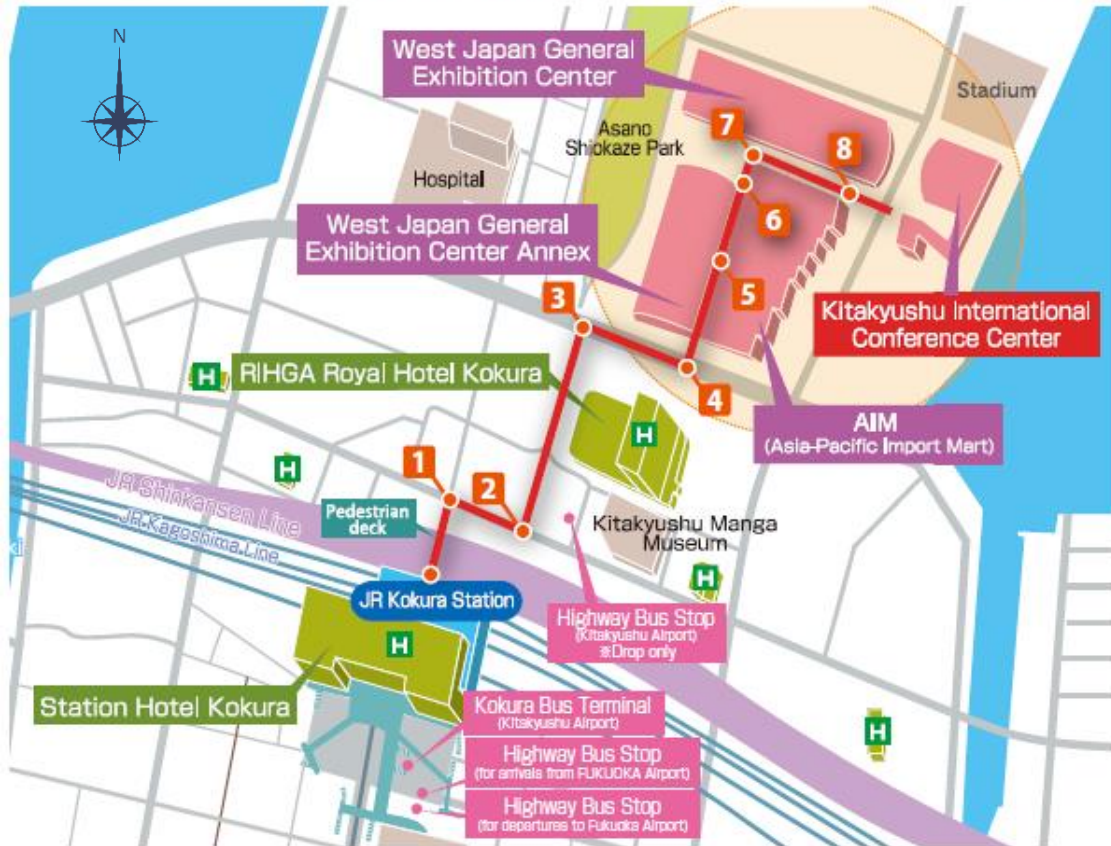 N
West Japan General
Exhibition Center
Stadium
Asano
Shiokaze Park
7
8
Hospital
6
West Japan General
Exhibition Center Annex
5
3
Kitakyushu International
Conference Center
RIHGA Royal Hotel Kokura
H
4
AIM
(Asia-Pacific Import Mart)
H
H
1
2
JR Shinkansen Line
JR Kagoshima Line
Pedestrian
deck
Kitakyushu Manga
Museum
H
JR Kokura Station
Highway Bus Stop
(Kitakyushu Airport)
※Drop only
H
Station Hotel Kokura
Kokura Bus Terminal
(Kitakyushu Airport)
H
Highway Bus Stop
(for arrivals from FUKUOKA Airport)
Highway Bus Stop
(for departures to Fukuoka Airport)